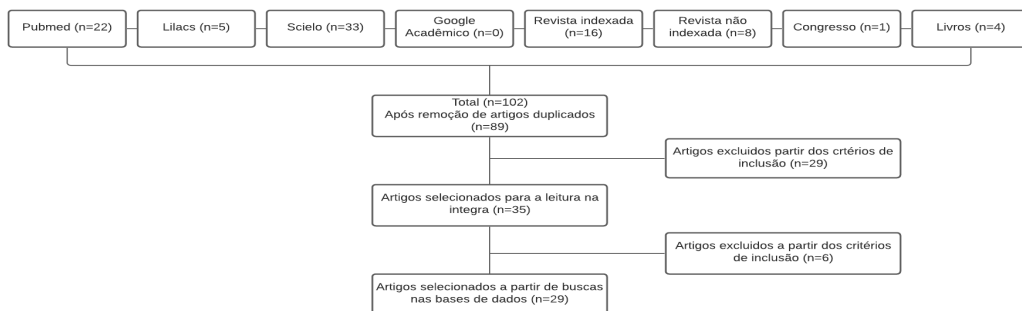 Pubmed (n=22)
Lilacs (n=5)
Scielo (n=33)
Google
Acadêmico (n=0)
Revista indexada
(n=16)
Revista não
indexada (n=8)
Congresso (n=1)
Livros (n=4)
Total (n=102)
Após remoção de artigos duplicados
(n=89)
Artigos excluidos partir dos crtérios de
inclusão (n=29)
Artigos selecionados para a leitura na
integra (n=35)
Artigos excluidos a partir dos critérios
de inclusão (n=6)
Artigos selecionados a partir de buscas
nas bases de dados (n=29)